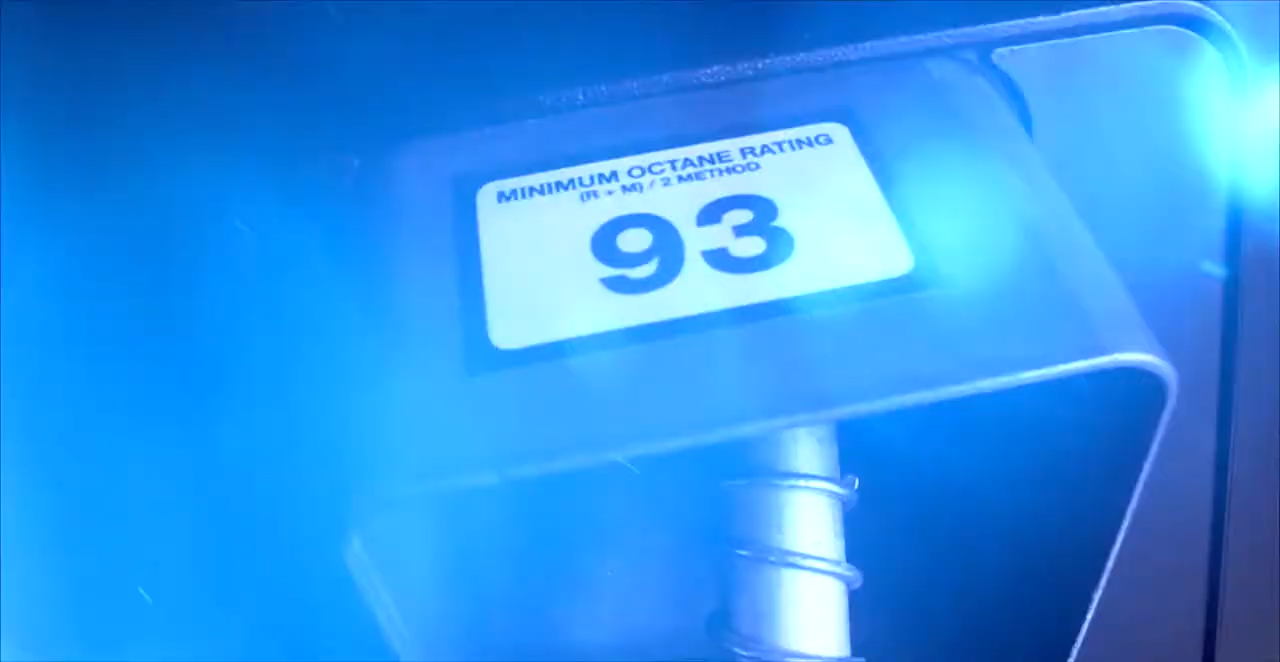 MINIMUM OCTANE RATING
(R + M) / 2 METHOD
93